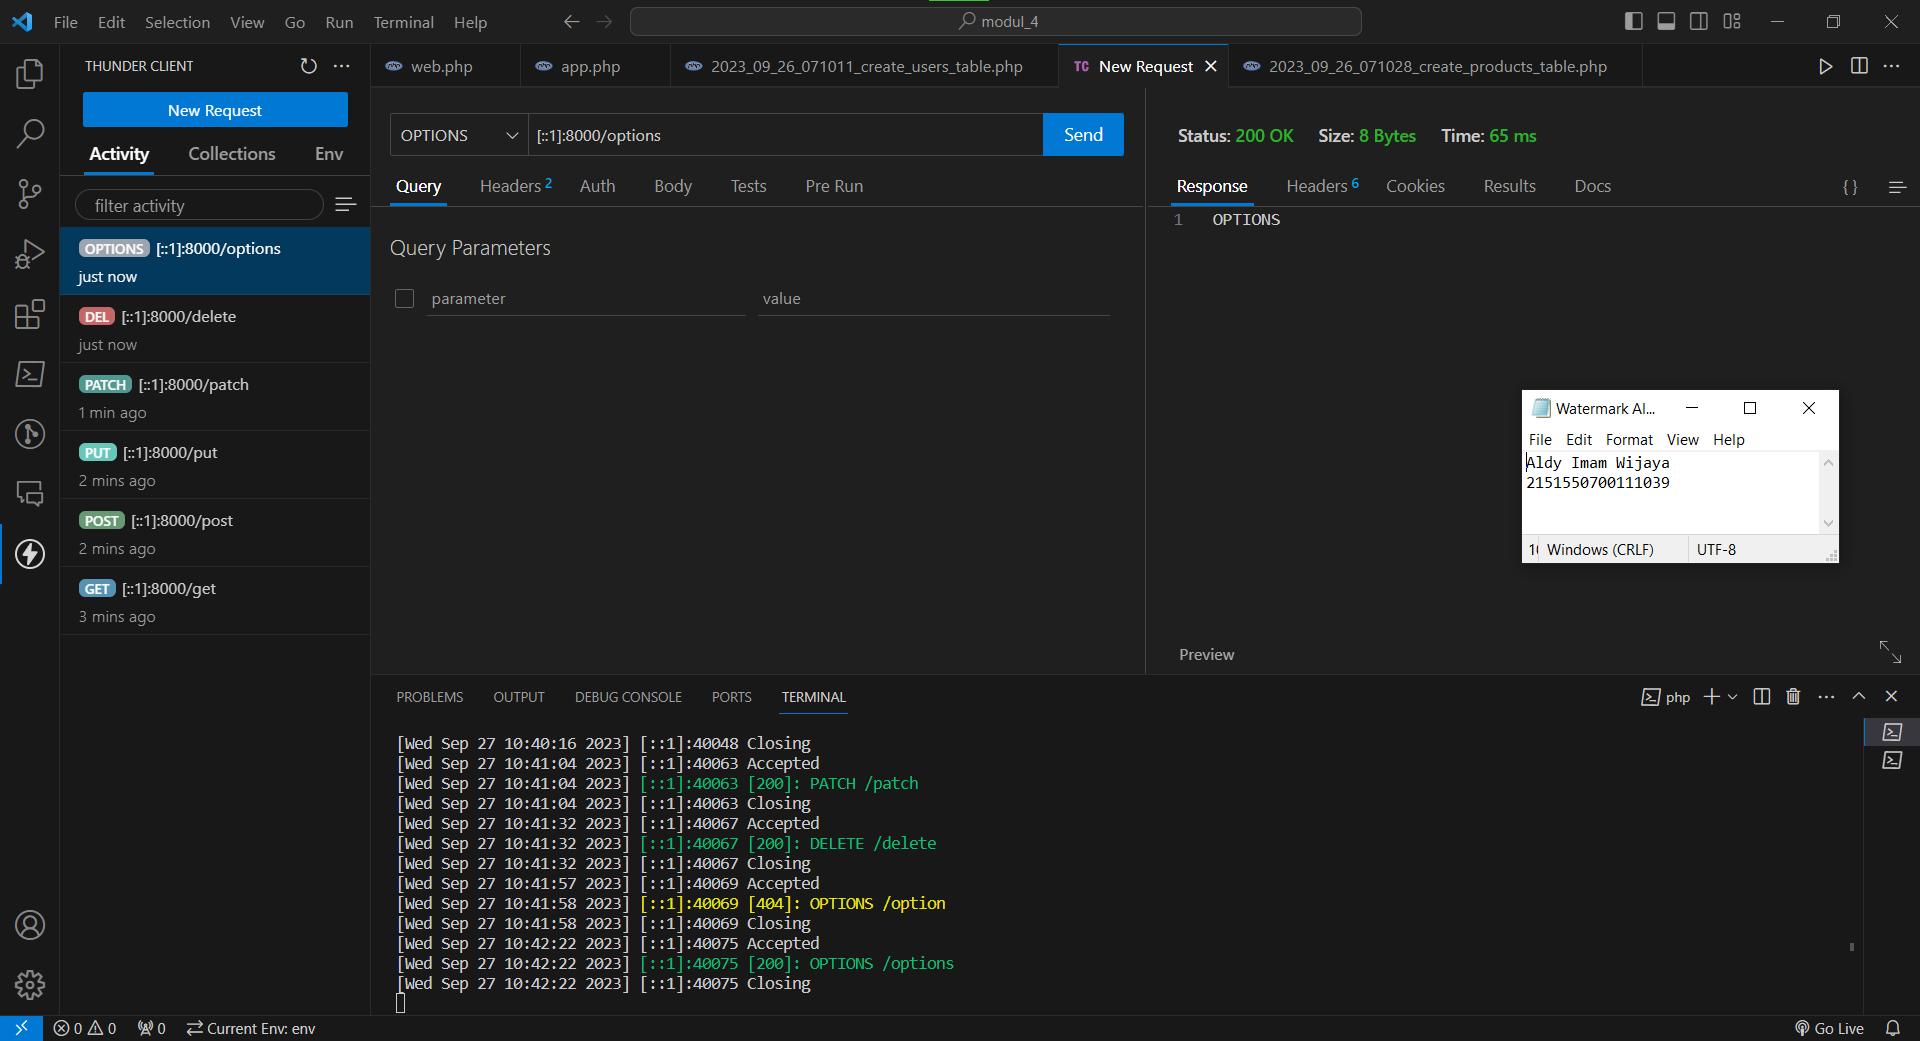 File Edit Selection View Go Run Terminal Help
modul_4
THUNDER CLIENT
New Request
Activity Collections Env
filter activity
OPTIONS [::1]:8000/options
just now
DEL [::1]:8000/delete
just now
PATCH [::1]:8000/patch
1 min ago
PUT [::1]:8000/put
2 mins ago
POST [::1]:8000/post
2 mins ago
GET [::1]:8000/get
3 mins ago
php web.php
php app.php
php 2023_09_26_071011_create_users_table.php
TC New Request
php 2023_09_26_071028_create_products_table.php
OPTIONS [::1]:8000/options Send
Query Headers 2 Auth Body Tests Pre Run
Query Parameters
parameter value
Status: 200 OK Size: 8 Bytes Time: 65 ms
Response Headers 6 Cookies Results Docs {}
1 OPTIONS
Watermark Al...
File Edit Format View Help
Aldy Imam Wijaya
2151550700111039
Windows (CRLF) UTF-8
Preview
PROBLEMS OUTPUT DEBUG CONSOLE PORTS TERMINAL
php
[Wed Sep 27 10:40:16 2023] [::1]:40048 Closing
[Wed Sep 27 10:41:04 2023] [::1]:40063 Accepted
[Wed Sep 27 10:41:04 2023] [::1]:40063 [200]: PATCH /patch
[Wed Sep 27 10:41:04 2023] [::1]:40063 Closing
[Wed Sep 27 10:41:32 2023] [::1]:40067 Accepted
[Wed Sep 27 10:41:32 2023] [::1]:40067 [200]: DELETE /delete
[Wed Sep 27 10:41:32 2023] [::1]:40067 Closing
[Wed Sep 27 10:41:57 2023] [::1]:40069 Accepted
[Wed Sep 27 10:41:58 2023] [::1]:40069 [404]: OPTIONS /option
[Wed Sep 27 10:41:58 2023] [::1]:40069 Closing
[Wed Sep 27 10:42:22 2023] [::1]:40075 Accepted
[Wed Sep 27 10:42:22 2023] [::1]:40075 [200]: OPTIONS /options
[Wed Sep 27 10:42:22 2023] [::1]:40075 Closing
0 0 0 Current Env: env Go Live